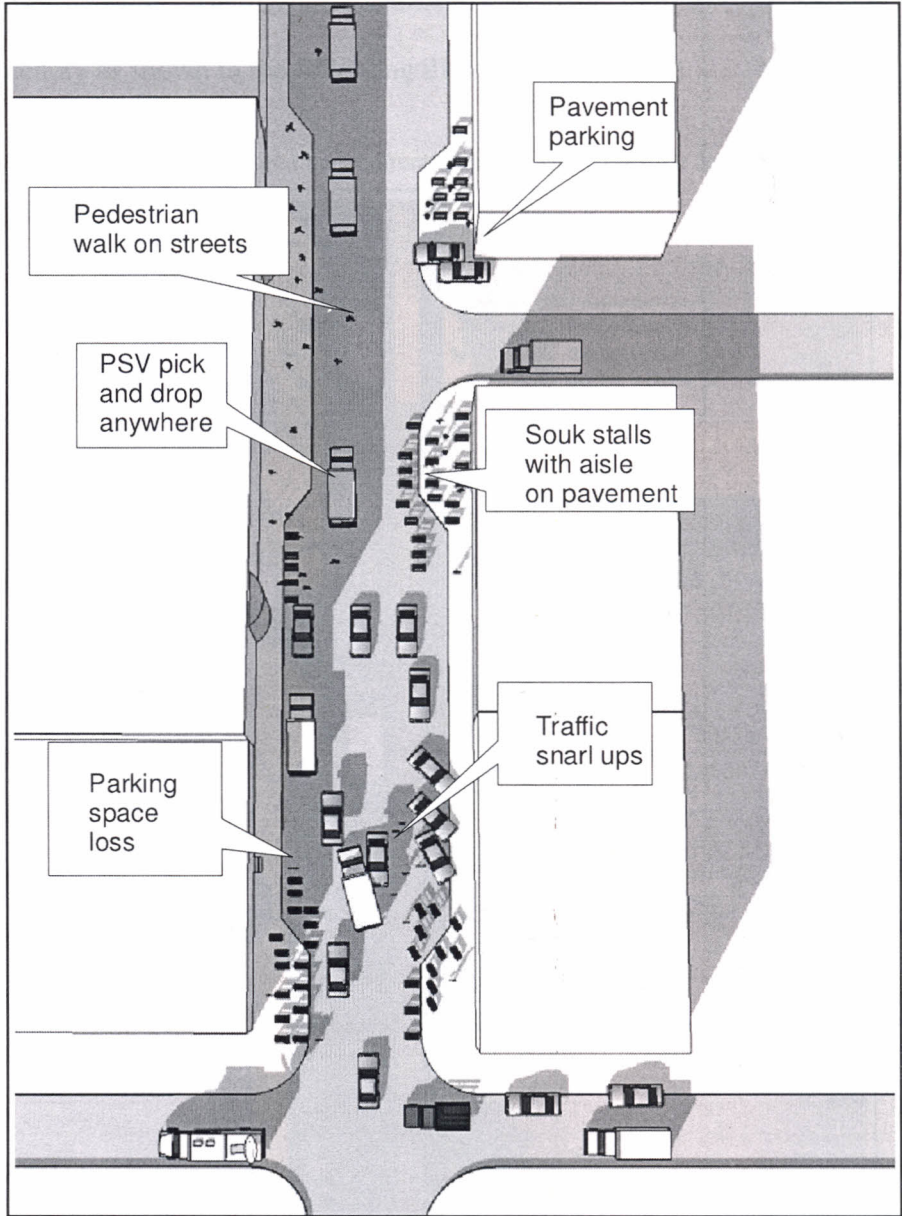 Pavement
parking
Pedestrian
walk on streets
PSV pick
and drop
anywhere
Souk stalls
with aisle
on pavement
Traffic
snarl ups
Parking
space
loss